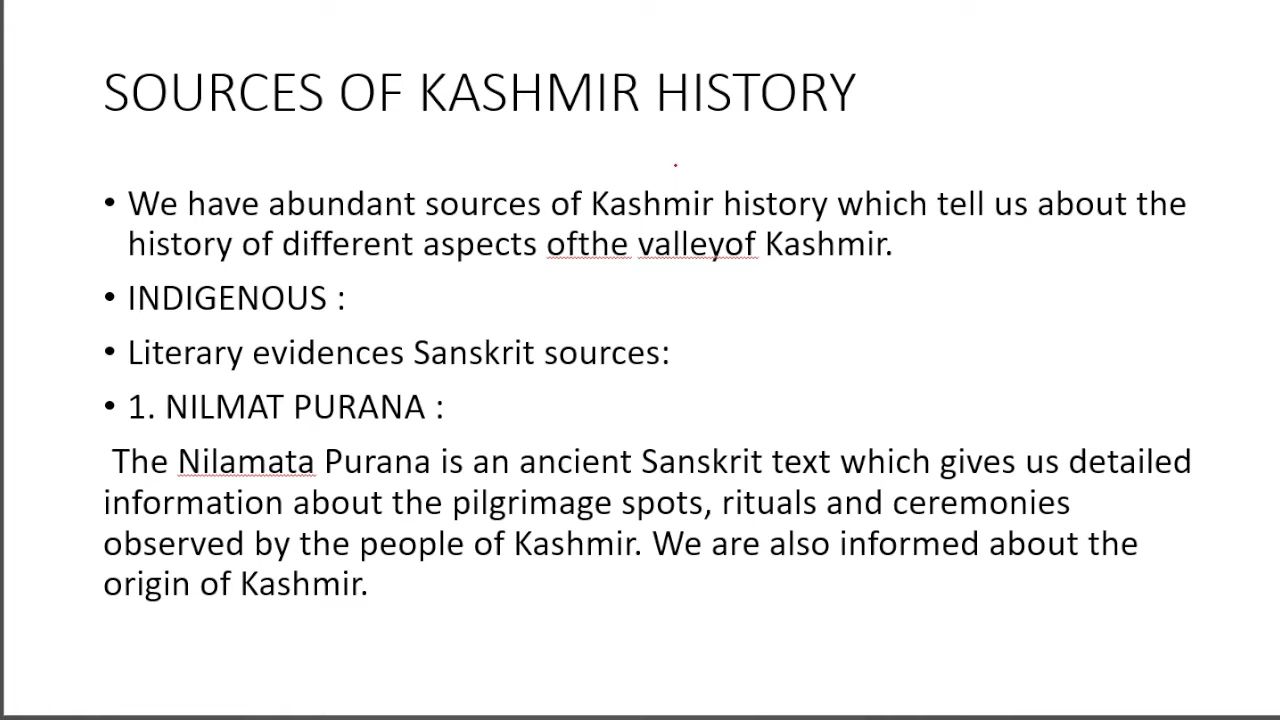 SOURCES OF KASHMIR HISTORY
• We have abundant sources of Kashmir history which tell us about the
history of different aspects ofthe valleyof Kashmir.
• INDIGENOUS :
• Literary evidences Sanskrit sources:
• 1. NILMAT PURANA :
The Nilamata Purana is an ancient Sanskrit text which gives us detailed
information about the pilgrimage spots, rituals and ceremonies
observed by the people of Kashmir. We are also informed about the
origin of Kashmir.